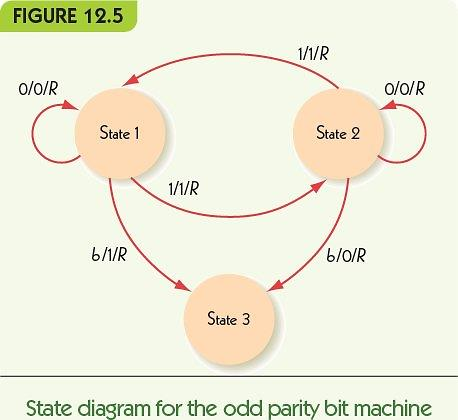 FIGURE 12.5
1/1/R
0/0/R
0/0/R
State 1
State 2
1/1/R
b/1/R
b/0/R
State 3
State diagram for the odd parity bit machine